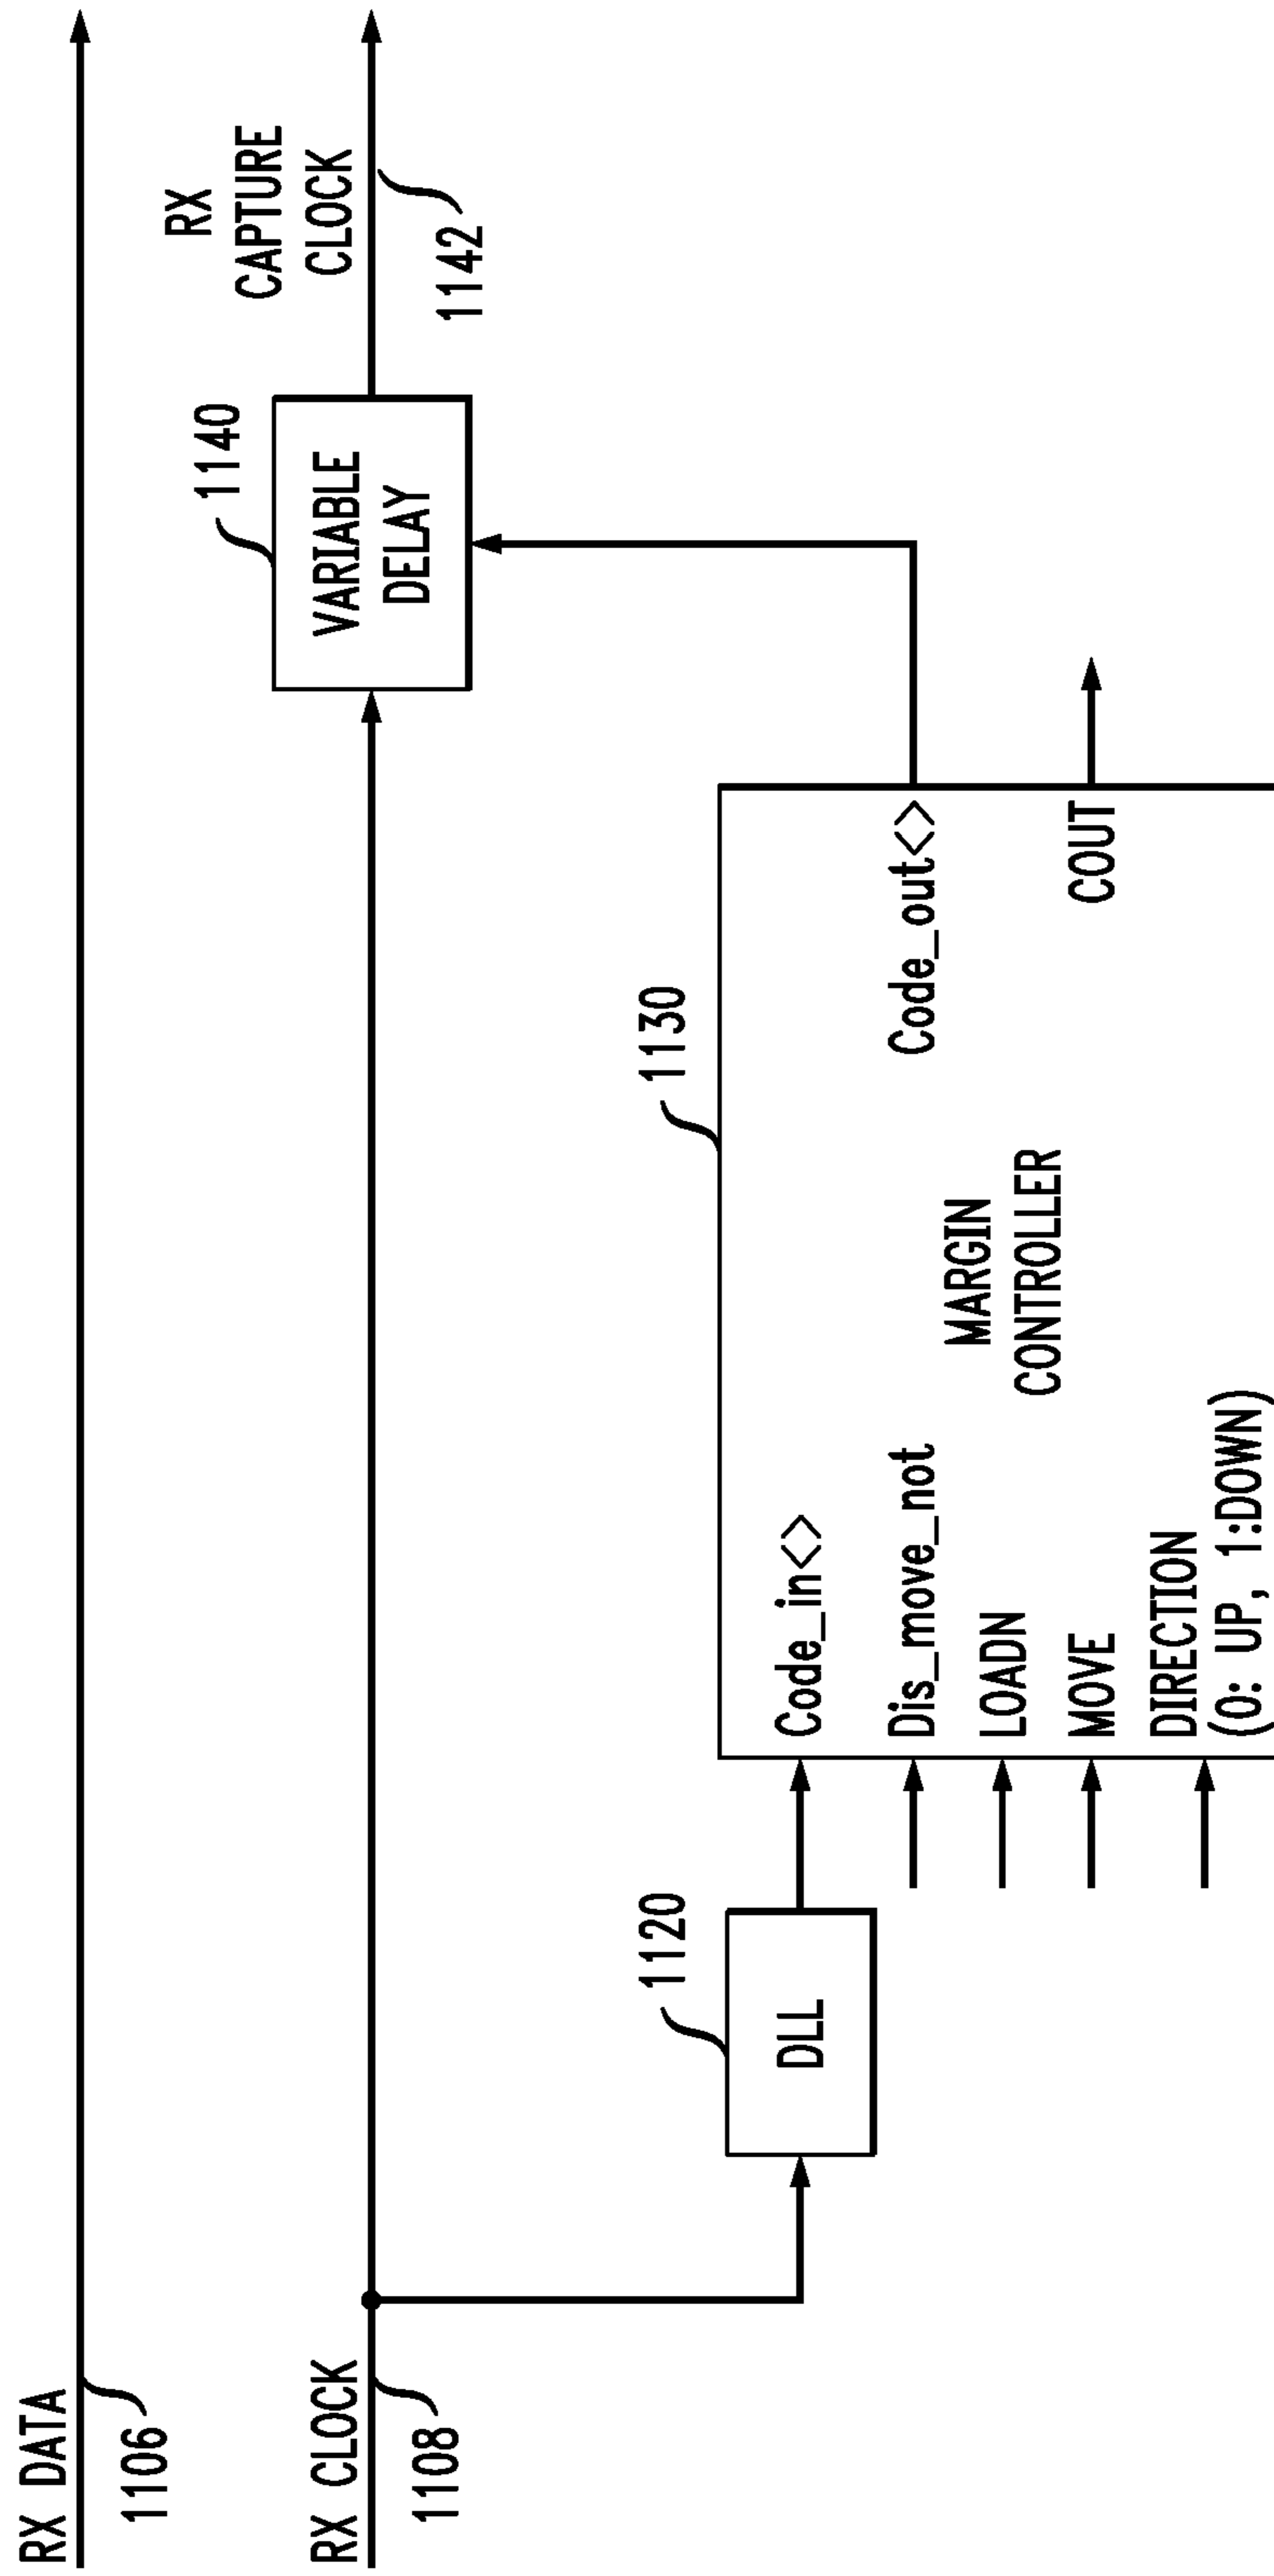 RX DATA
1106
RX CLOCK
1108
RX
CAPTURE
CLOCK
1142
1140
VARIABLE
DELAY
1120
DLL
1130
Code_in<>
Dis_move_not
LOADN
MOVE
DIRECTION
(0: UP, 1:DOWN)
MARGIN
CONTROLLER
Code_out<>
COUT